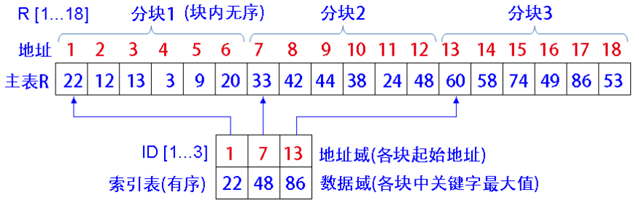 R [1...18] 分块1 (块内无序) 分块2 分块3
地址 1 2 3 4 5 6 7 8 9 10 11 12 13 14 15 16 17 18
主表R 22 12 13 3 9 20 33 42 44 38 24 48 60 58 74 49 86 53
ID [1...3] 1 7 13 地址域(各块起始地址)
索引表(有序) 22 48 86 数据域(各块中关键字最大值)